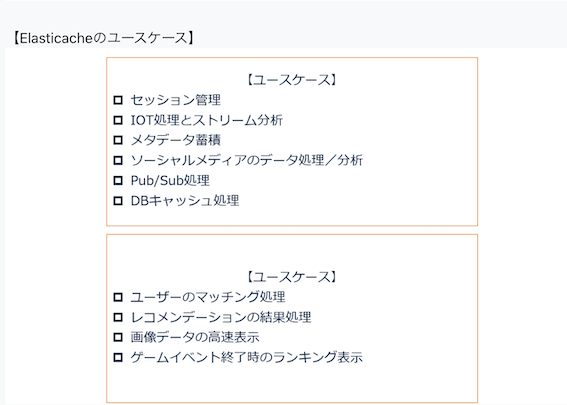 【Elasticacheのユースケース】
【ユースケース】
セッション管理
IOT処理とストリーム分析
メタデータ蓄積
ソーシャルメディアのデータ処理／分析
Pub/Sub処理
DBキャッシュ処理
【ユースケース】
ユーザーのマッチング処理
レコメンデーションの結果処理
画像データの高速表示
ゲームイベント終了時のランキング表示